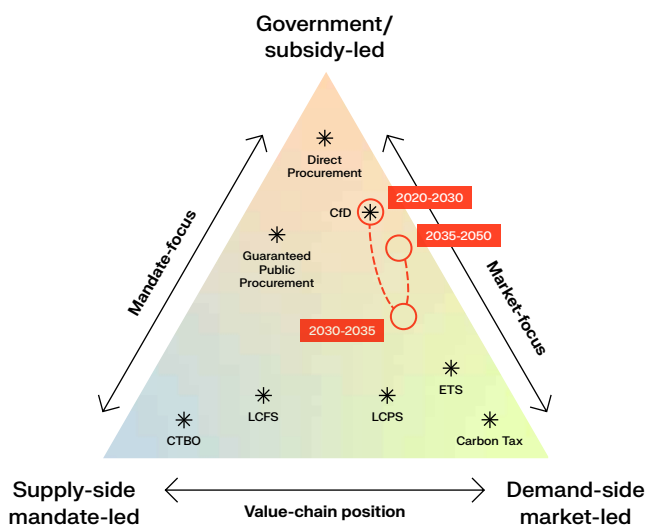 Government/
subsidy-led
Direct
Procurement
2020-2030
CfD
2035-2050
Guaranteed
Public
Procurement
Mandate-focus
Market-focus
2030-2035
ETS
LCFS
LCPS
CTBO
Carbon Tax
Supply-side
mandate-led
Value-chain position
Demand-side
market-led